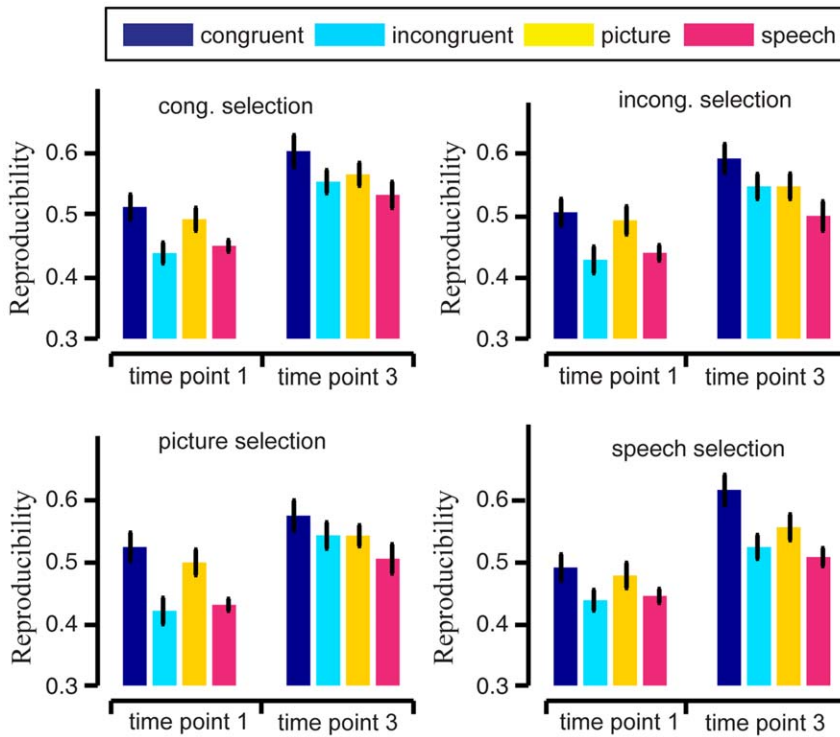 congruent incongruent picture speech
cong. selection
Reproducibility
0.6
0.5
0.4
0.3
time point 1 time point 3
incong. selection
Reproducibility
0.6
0.5
0.4
0.3
time point 1 time point 3
picture selection
Reproducibility
0.6
0.5
0.4
0.3
time point 1 time point 3
speech selection
Reproducibility
0.6
0.5
0.4
0.3
time point 1 time point 3